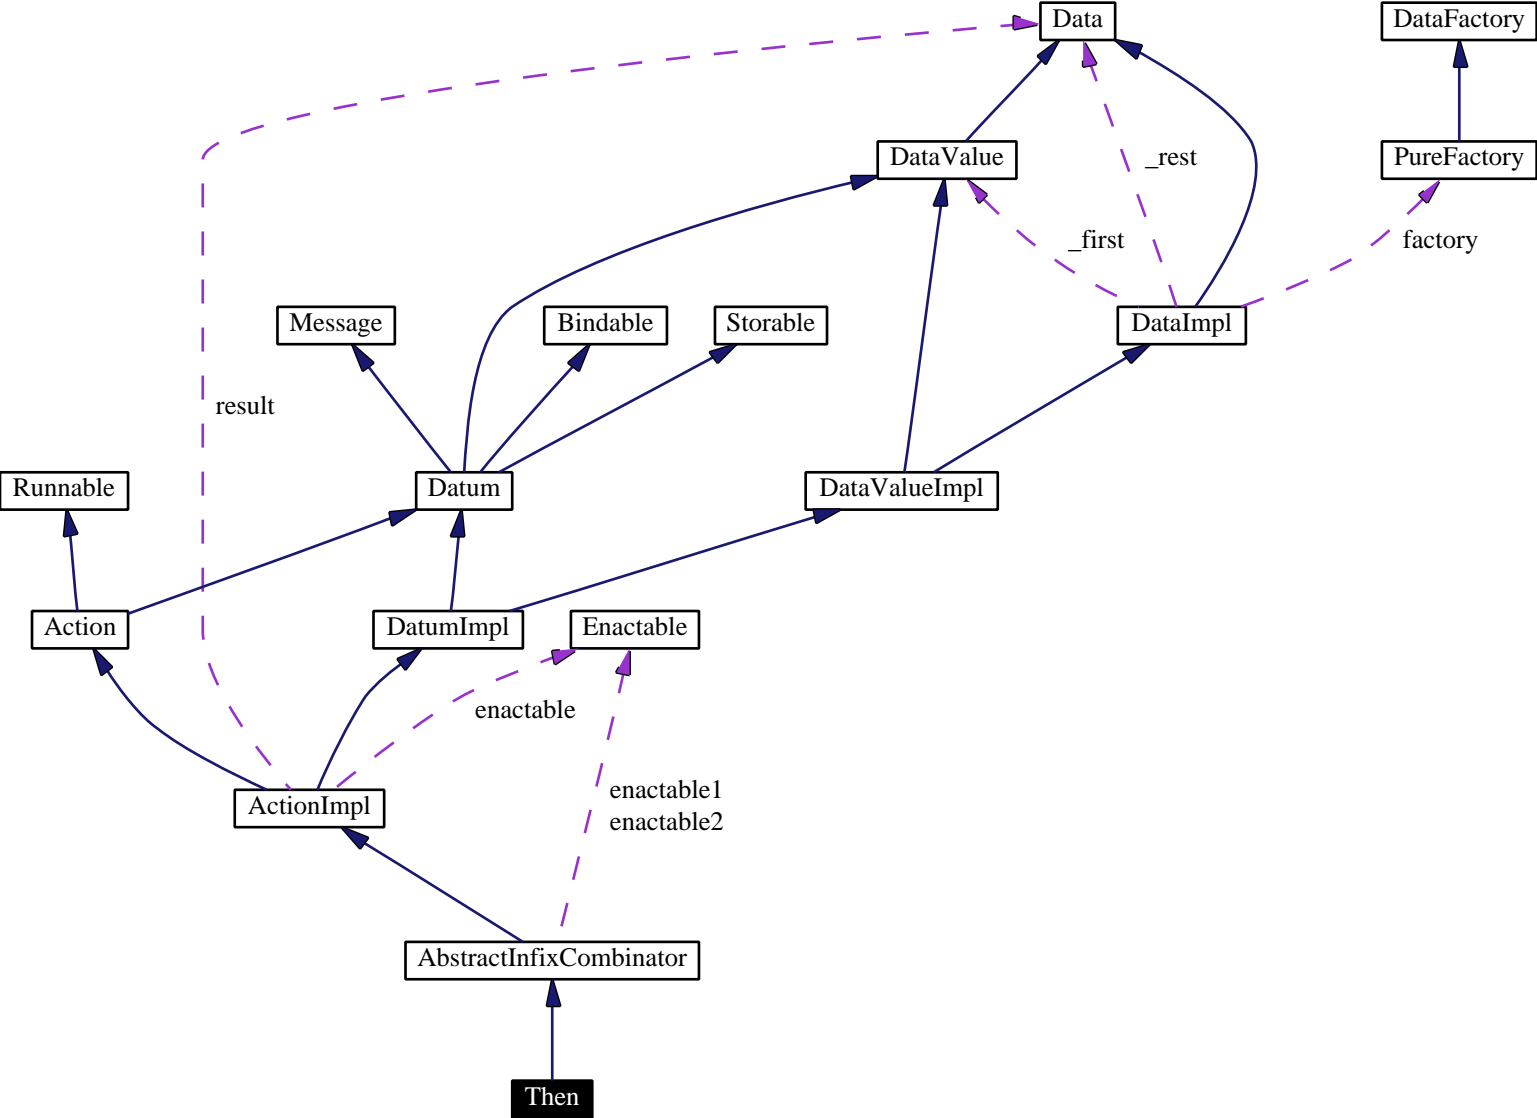 Data
DataFactory
DataValue
_rest
PureFactory
_first
factory
Message
Bindable
Storable
DataImpl
result
Runnable
Datum
DataValueImpl
Action
DatumImpl
Enactable
enactable
ActionImpl
enactable1
enactable2
AbstractInfixCombinator
Then